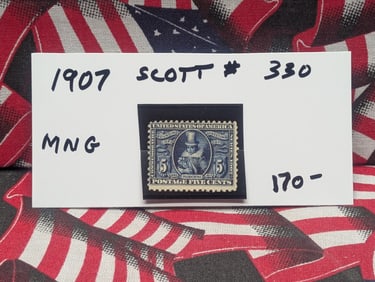 1907 SCOTT # 330
MNG
UNITED STATES OF AMERICA
5 5
POSTAGE FIVE CENTS
170-